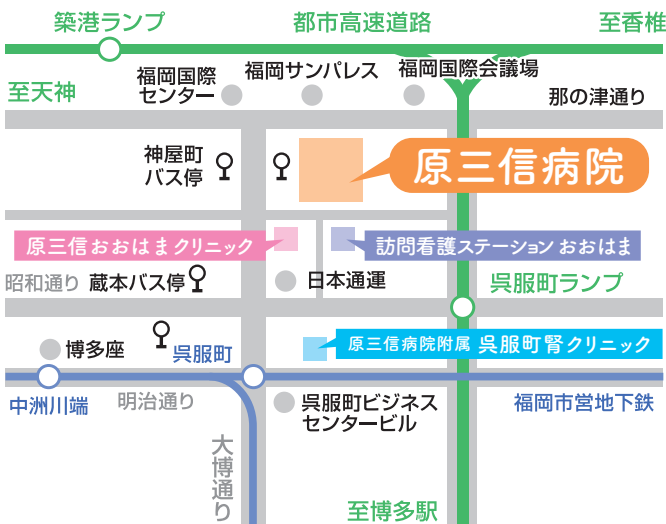 築港ランプ
都市高速道路
至香椎
至天神
福岡国際
センター
福岡サンパレス
福岡国際会議場
那の津通り
神屋町
バス停
原三信病院
原三信おおはまクリニック
訪問看護ステーション おおはま
昭和通り
蔵本バス停
日本通運
呉服町ランプ
博多座
呉服町
原三信病院附属 呉服町腎クリニック
中洲川端
明治通り
呉服町ビジネス
センタービル
福岡市営地下鉄
大博通り
至博多駅